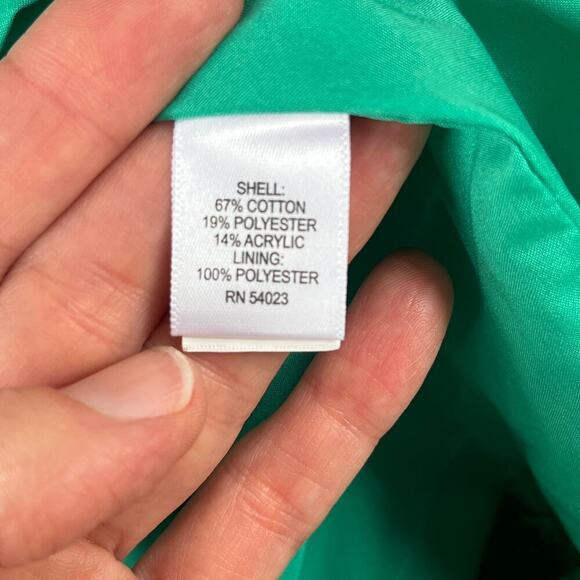 SHELL:
67% COTTON
19% POLYESTER
14% ACRYLIC
LINING:
100% POLYESTER
RN 54023